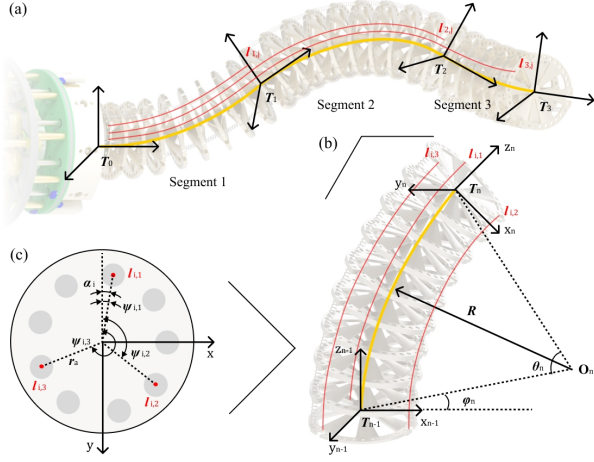 (a)
l1,j
l2,j
l3,j
T0
T1
T2
T3
Segment 1
Segment 2
Segment 3
(b)
li,3
li,1
li,2
zn
yn
xn
Tn
R
zn-1
Tn-1
xn-1
yn-1
θn
On
φn
(c)
αi
li,1
ψi,1
ψi,3
ψi,2
ra
li,3
li,2
x
y